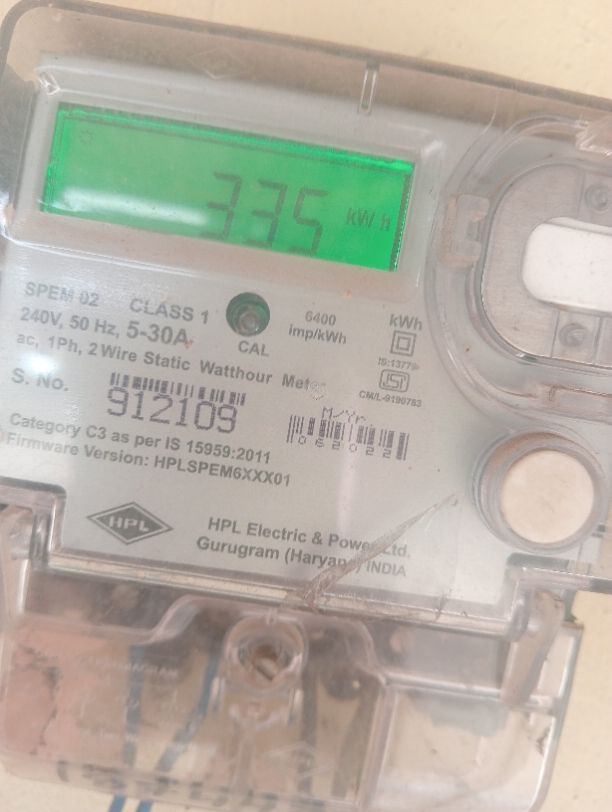 335 kW h
SPEM 02 CLASS 1
240V, 50 Hz, 5-30A
ac, 1Ph, 2 Wire Static Watthour Meter
CAL
6400
imp/kWh
kWh
IS:13779
ISI
CM/L-9190783
S. No.
912109
M/Yr.
062022
Category C3 as per IS 15959:2011
Firmware Version: HPLSPEM6XXX01
HPL
HPL Electric & Power Ltd.
Gurugram (Haryana) INDIA